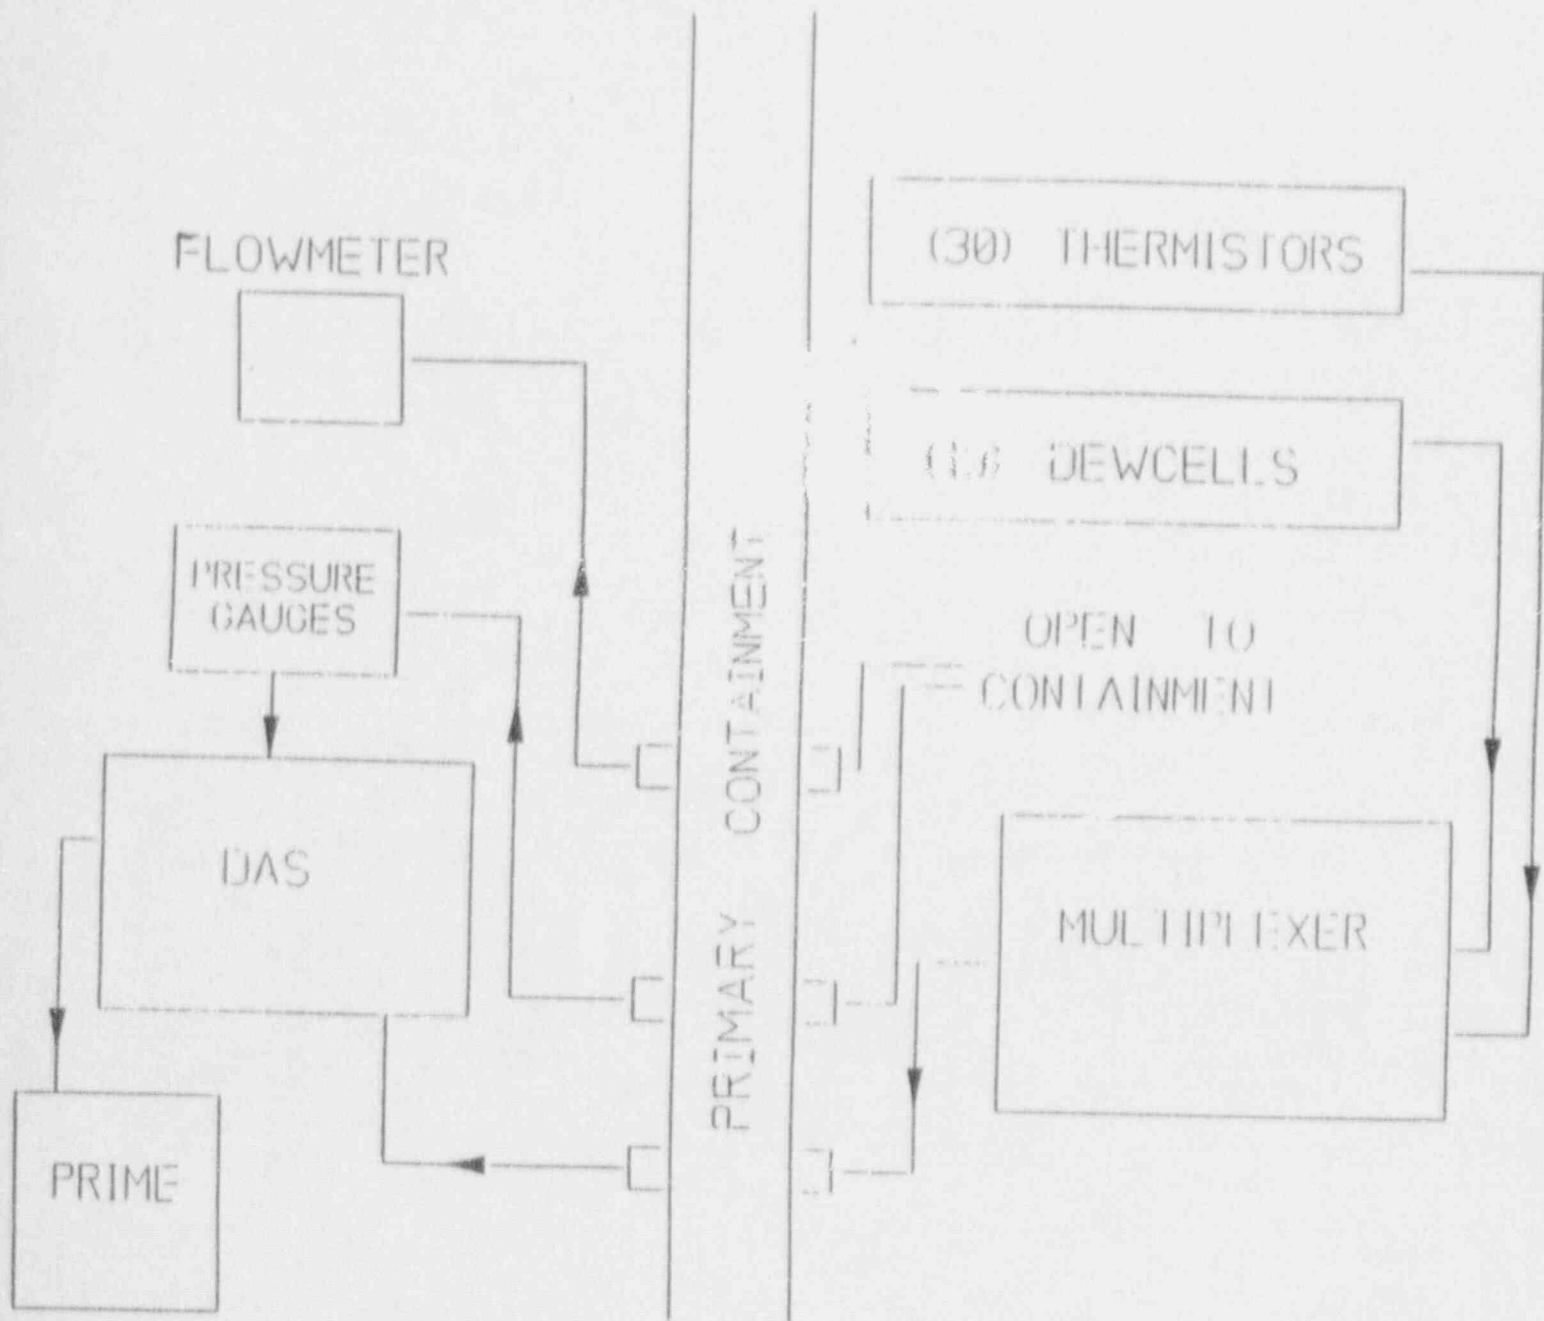 FLOWMETER
PRESSURE
GAUGES
DAS
PRIME
PRIMARY CONTAINMENT
(30) THERMISTORS
DEWCELLS
OPEN TO
CONTAINMENT
MULTIPLEXER